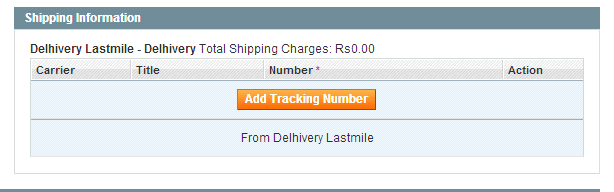 Shipping Information
Delhivery Lastmile - Delhivery Total Shipping Charges: Rs0.00
Carrier Title Number * Action
Add Tracking Number
From Delhivery Lastmile